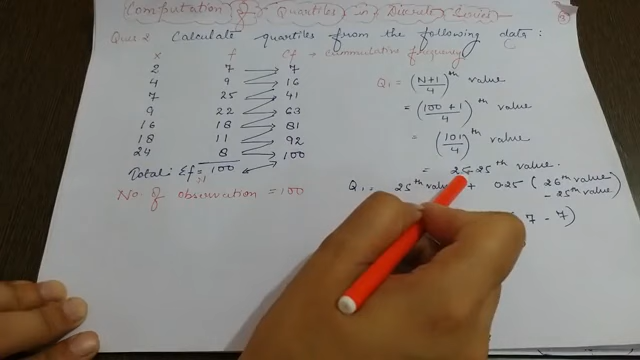 Computation of Quartiles in Discrete Series
Ques-2 Calculate quartiles from the following data:
x f Cf → cummulative frequency
2 7 7
4 9 16
7 25 41
9 22 63
16 18 81
18 11 92
24 8 100
Total: Σf = 100
No. of observation = 100
Q1 = (N+1/4)th value
= (100+1/4)th value
= (101/4)th value
= 25.25th value.
Q1 = 25th value + 0.25 (26th value - 25th value)
7 - 7)